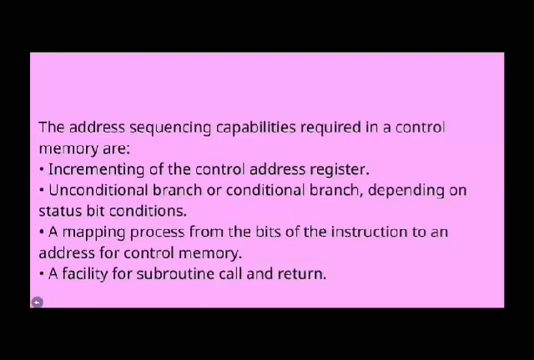 The address sequencing capabilities required in a control
memory are:
• Incrementing of the control address register.
• Unconditional branch or conditional branch, depending on
status bit conditions.
• A mapping process from the bits of the instruction to an
address for control memory.
• A facility for subroutine call and return.